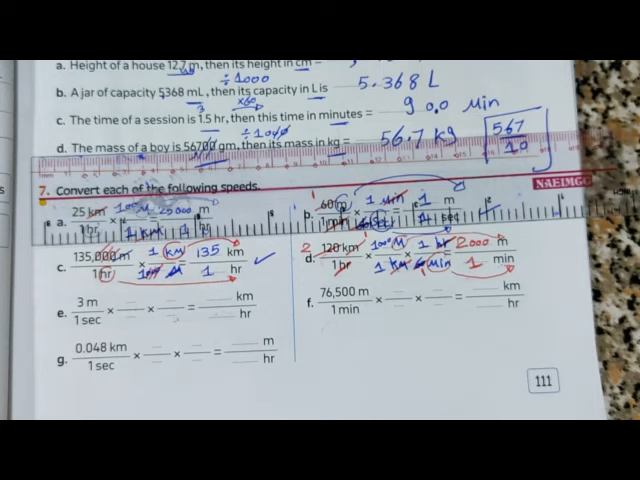 a. Height of a house 12.7 m, then its height in cm =
÷1000
b. A jar of capacity 5368 mL, then its capacity in L is 5.368 L
3 ×60
c. The time of a session is 1.5 hr, then this time in minutes = 90.0 Min
÷1000
d. The mass of a boy is 56700 gm, then its mass in kg = 56.7 kg 567/10
7. Convert each of the following speeds.
NAEIMGC
a. 25 km/1 hr × 1000 M/1 km = 25000 m/1 hr
b. 60 m/1 min × 1 Min/60 sec = 1 m/1 sec
c. 135,000 m/1 hr × 1 km/1000 M = 135 km/1 hr
d. 120 km/1 hr × 1000 M/1 km × 1 hr/60 Min = 2000 m/1 min
e. 3 m/1 sec × × = km/hr
f. 76,500 m/1 min × × = km/hr
g. 0.048 km/1 sec × × = m/hr
111